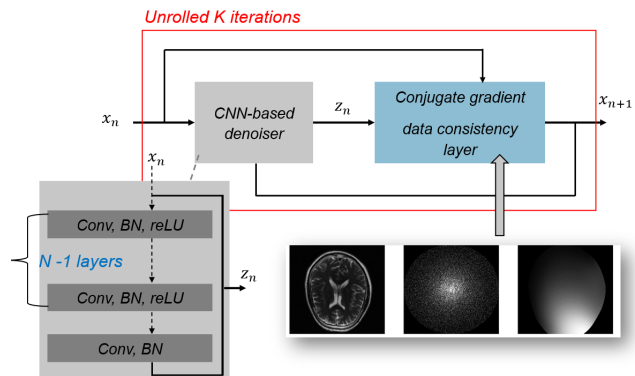 Unrolled K iterations
x_n
CNN-based
denoiser
z_n
Conjugate gradient
data consistency
layer
x_{n+1}
x_n
Conv, BN, reLU
N -1 layers
z_n
Conv, BN, reLU
Conv, BN